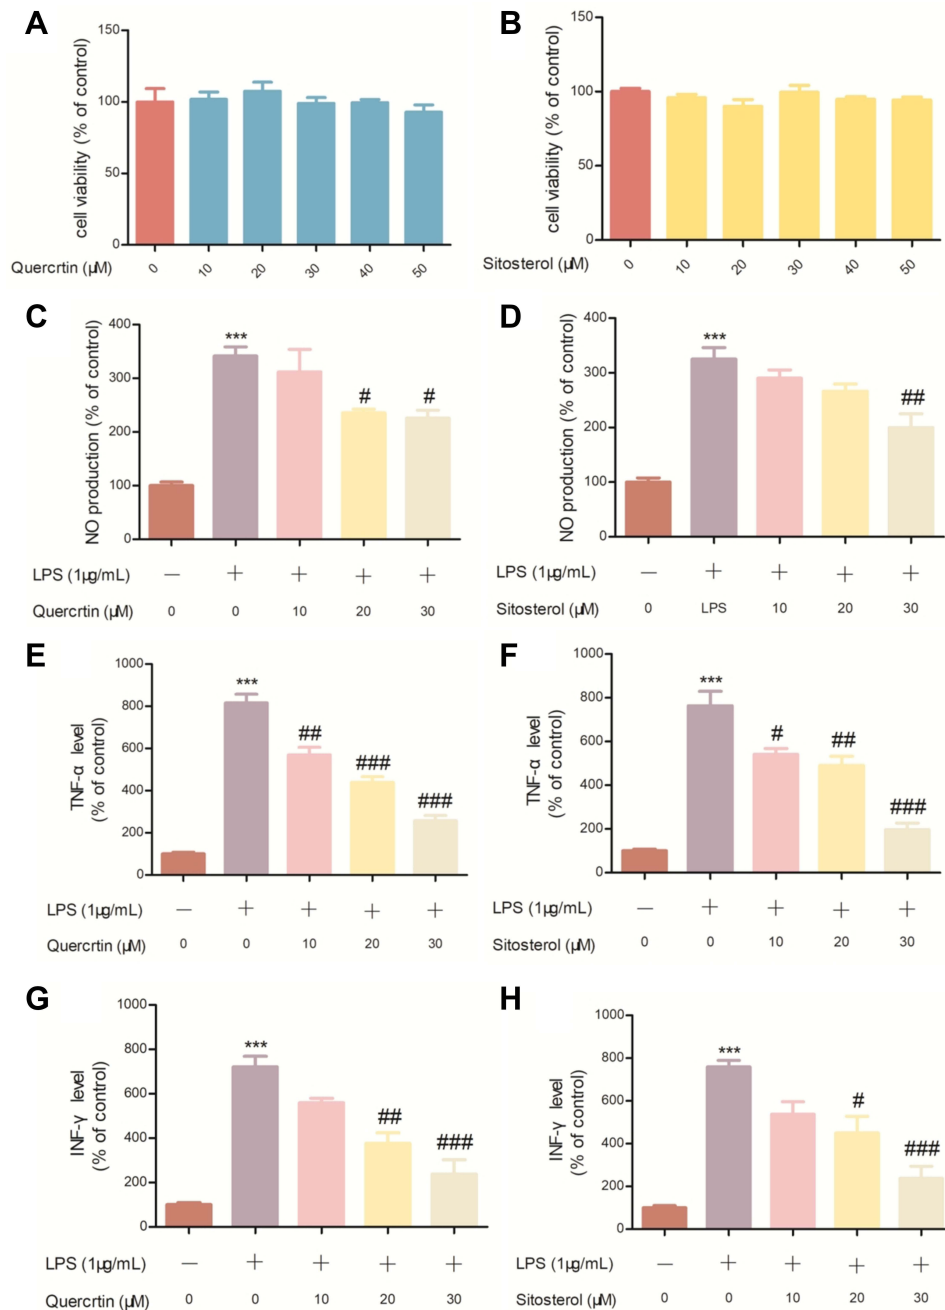 A
cell viability (% of control)
150
100
50
0
0 10 20 30 40 50
Quercrtin (µM)
B
cell viability (% of control)
150
100
50
0
0 10 20 30 40 50
Sitosterol (µM)
C
NO production (% of control)
400
300
200
100
0
***
#
#
LPS (1µg/mL) — + + + +
Quercrtin (µM) 0 0 10 20 30
D
NO production (% of control)
400
300
200
100
0
***
##
LPS (1µg/mL) — + + + +
Sitosterol (µM) 0 LPS 10 20 30
E
TNF-α level
(% of control)
1000
800
600
400
200
0
***
##
###
###
LPS (1µg/mL) — + + + +
Quercrtin (µM) 0 0 10 20 30
F
TNF-α level
(% of control)
1000
800
600
400
200
0
***
#
##
###
LPS (1µg/mL) — + + + +
Sitosterol (µM) 0 0 10 20 30
G
INF-γ level
(% of control)
1000
800
600
400
200
0
***
##
###
LPS (1µg/mL) — + + + +
Quercrtin (µM) 0 0 10 20 30
H
INF-γ level
(% of control)
1000
800
600
400
200
0
***
#
###
LPS (1µg/mL) — + + + +
Sitosterol (µM) 0 0 10 20 30